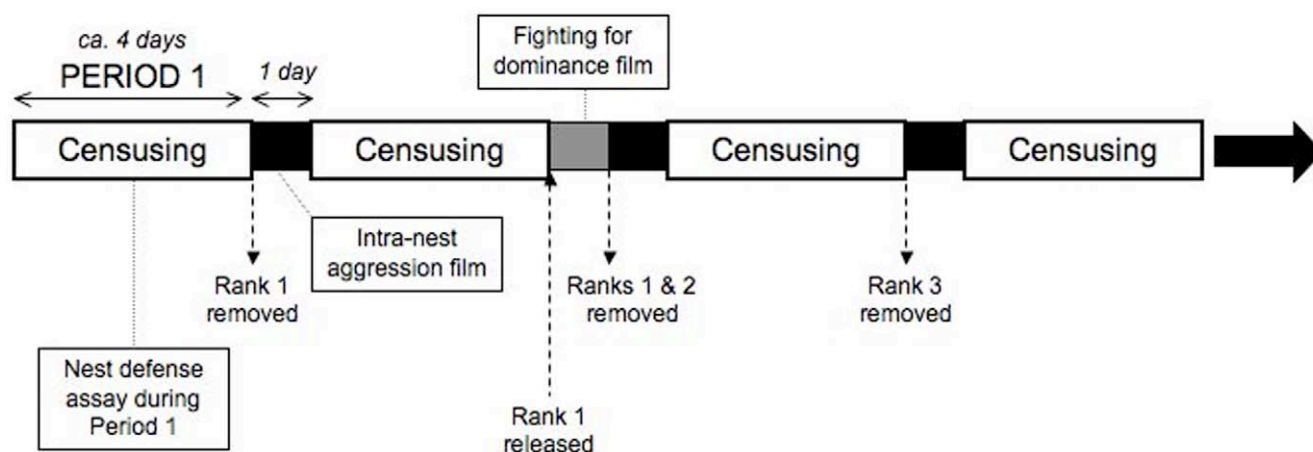 ca. 4 days
PERIOD 1
1 day
Fighting for
dominance film
Censusing
Censusing
Censusing
Censusing
Intra-nest
aggression film
Rank 1
removed
Ranks 1 & 2
removed
Rank 3
removed
Nest defense
assay during
Period 1
Rank 1
released